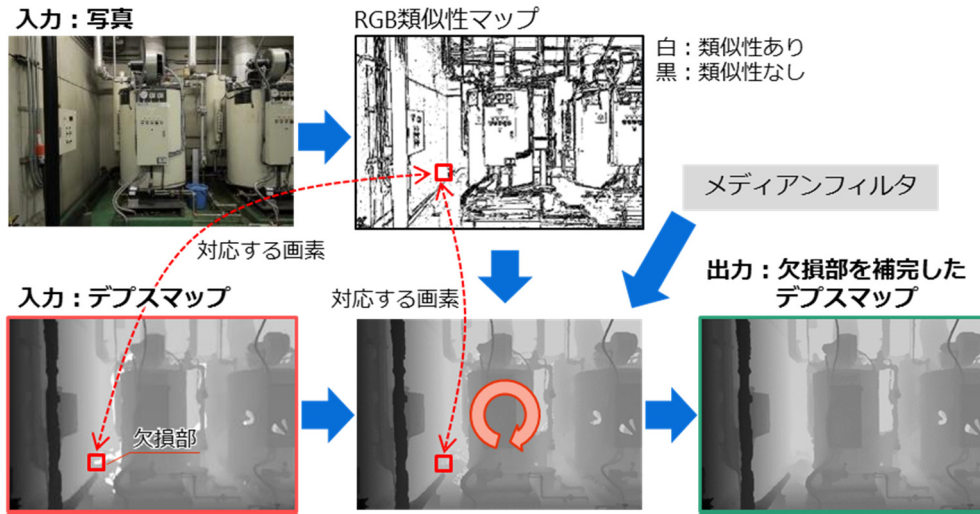 入力：写真
RGB類似性マップ
白：類似性あり
黒：類似性なし
メディアンフィルタ
対応する画素
入力：デプスマップ
対応する画素
出力：欠損部を補完した
デプスマップ
欠損部